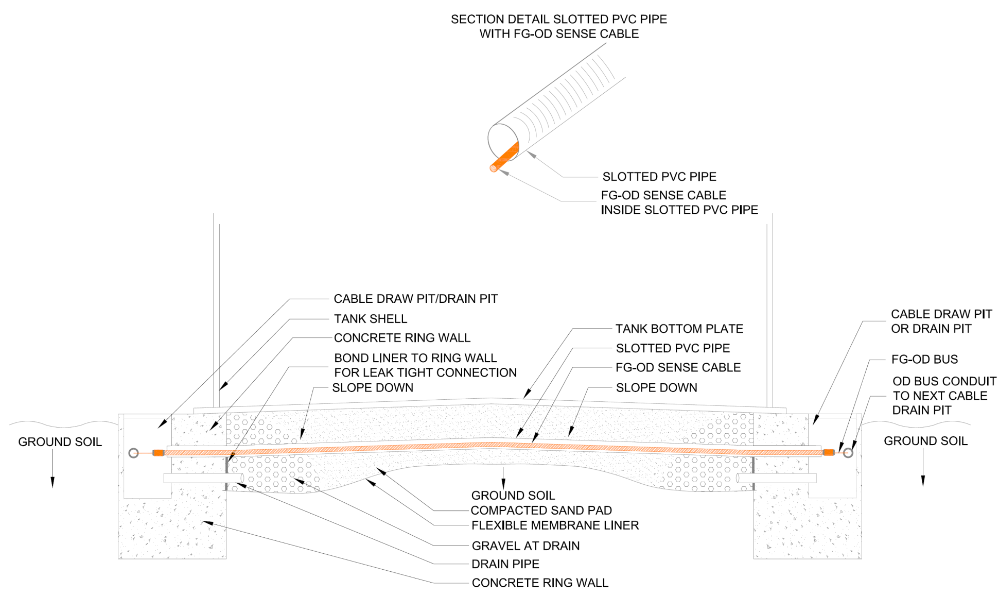 SECTION DETAIL SLOTTED PVC PIPE
WITH FG-OD SENSE CABLE
SLOTTED PVC PIPE
FG-OD SENSE CABLE
INSIDE SLOTTED PVC PIPE
CABLE DRAW PIT/DRAIN PIT
TANK SHELL
CONCRETE RING WALL
BOND LINER TO RING WALL
FOR LEAK TIGHT CONNECTION
SLOPE DOWN
TANK BOTTOM PLATE
SLOTTED PVC PIPE
FG-OD SENSE CABLE
SLOPE DOWN
CABLE DRAW PIT
OR DRAIN PIT
FG-OD BUS
OD BUS CONDUIT
TO NEXT CABLE
DRAIN PIT
GROUND SOIL
GROUND SOIL
GROUND SOIL
COMPACTED SAND PAD
FLEXIBLE MEMBRANE LINER
GRAVEL AT DRAIN
DRAIN PIPE
CONCRETE RING WALL